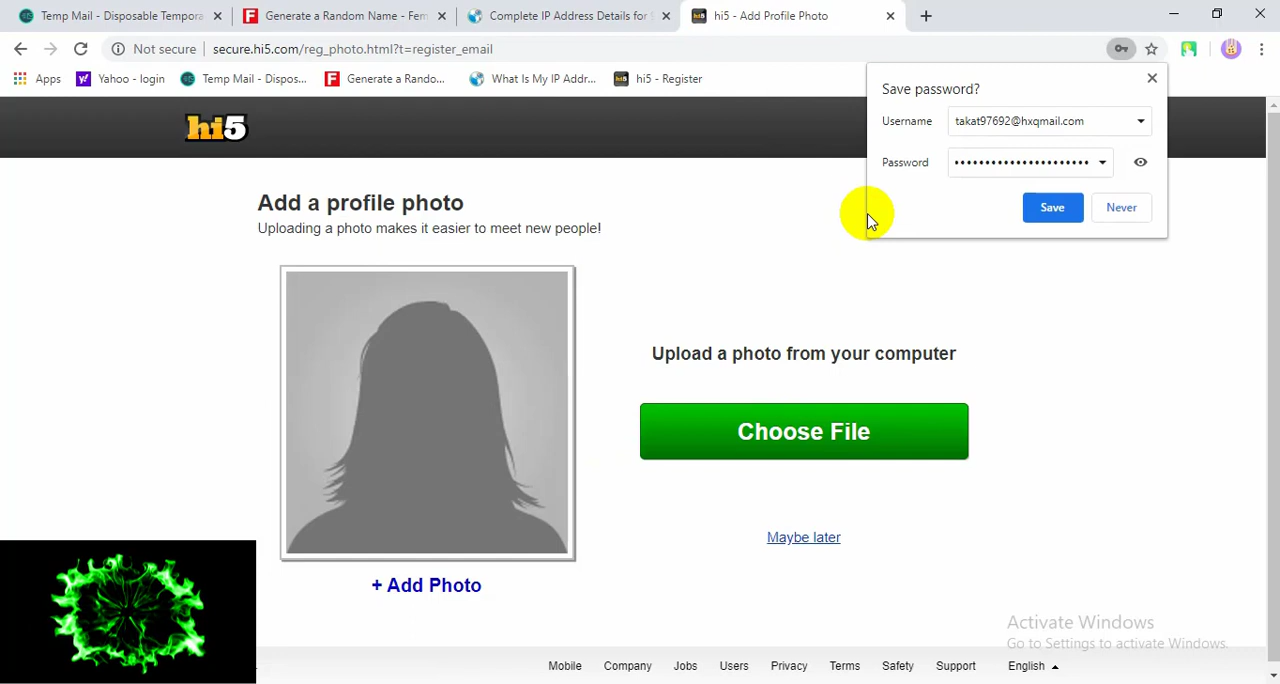 Temp Mail - Disposable Tempora
Generate a Random Name - Fem
Complete IP Address Details for
hi5 - Add Profile Photo
Not secure
secure.hi5.com/reg_photo.html?t=register_email
Apps
Yahoo - login
Temp Mail - Dispos...
Generate a Rando...
What Is My IP Addr...
hi5 - Register
hi5
Save password?
Username
takat97692@hxqmail.com
Password
••••••••••••••••••••••
Save
Never
Add a profile photo
Uploading a photo makes it easier to meet new people!
Upload a photo from your computer
Choose File
Maybe later
+ Add Photo
Activate Windows
Go to Settings to activate Windows.
Mobile
Company
Jobs
Users
Privacy
Terms
Safety
Support
English